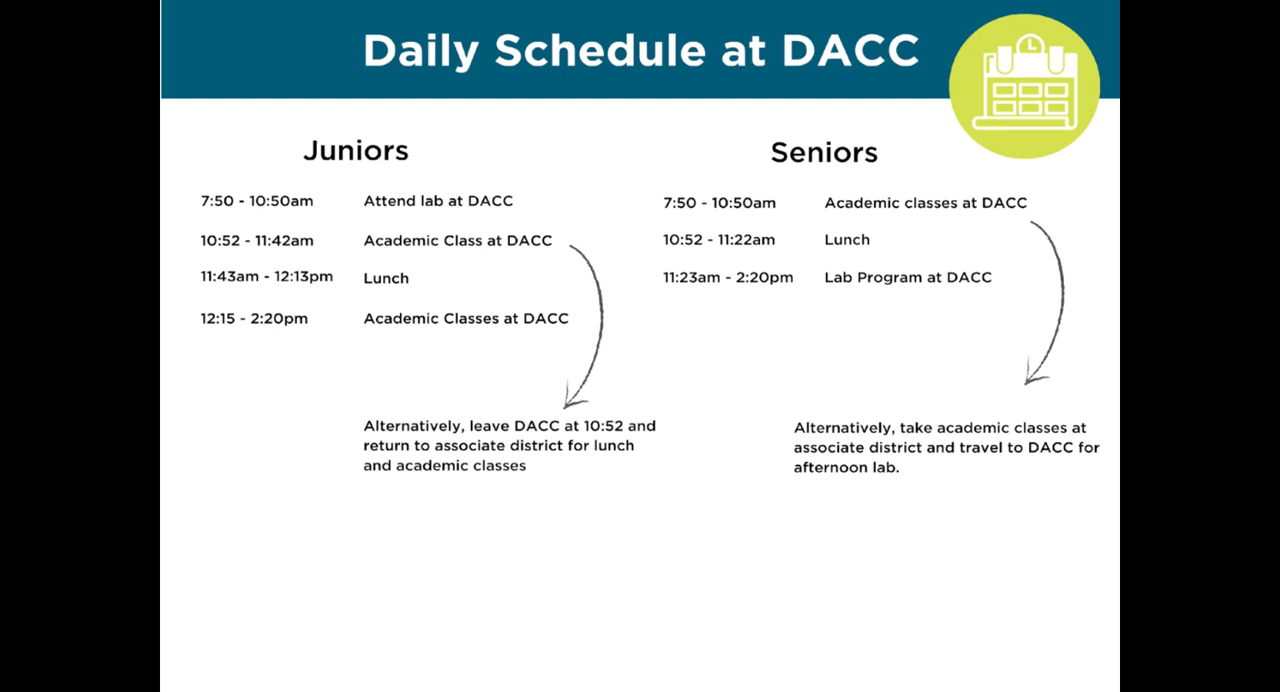 Daily Schedule at DACC
Juniors
7:50 - 10:50am Attend lab at DACC
10:52 - 11:42am Academic Class at DACC
11:43am - 12:13pm Lunch
12:15 - 2:20pm Academic Classes at DACC
Alternatively, leave DACC at 10:52 and
return to associate district for lunch
and academic classes
Seniors
7:50 - 10:50am Academic classes at DACC
10:52 - 11:22am Lunch
11:23am - 2:20pm Lab Program at DACC
Alternatively, take academic classes at
associate district and travel to DACC for
afternoon lab.